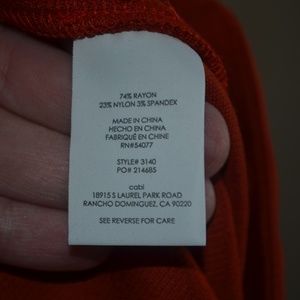 74% RAYON
23% NYLON 3% SPANDEX
MADE IN CHINA
HECHO EN CHINA
FABRIQUÉ EN CHINE
RN#54077
STYLE# 3140
PO# 214685
cabi
18915 S LAUREL PARK ROAD
RANCHO DOMINGUEZ, CA 90220
SEE REVERSE FOR CARE